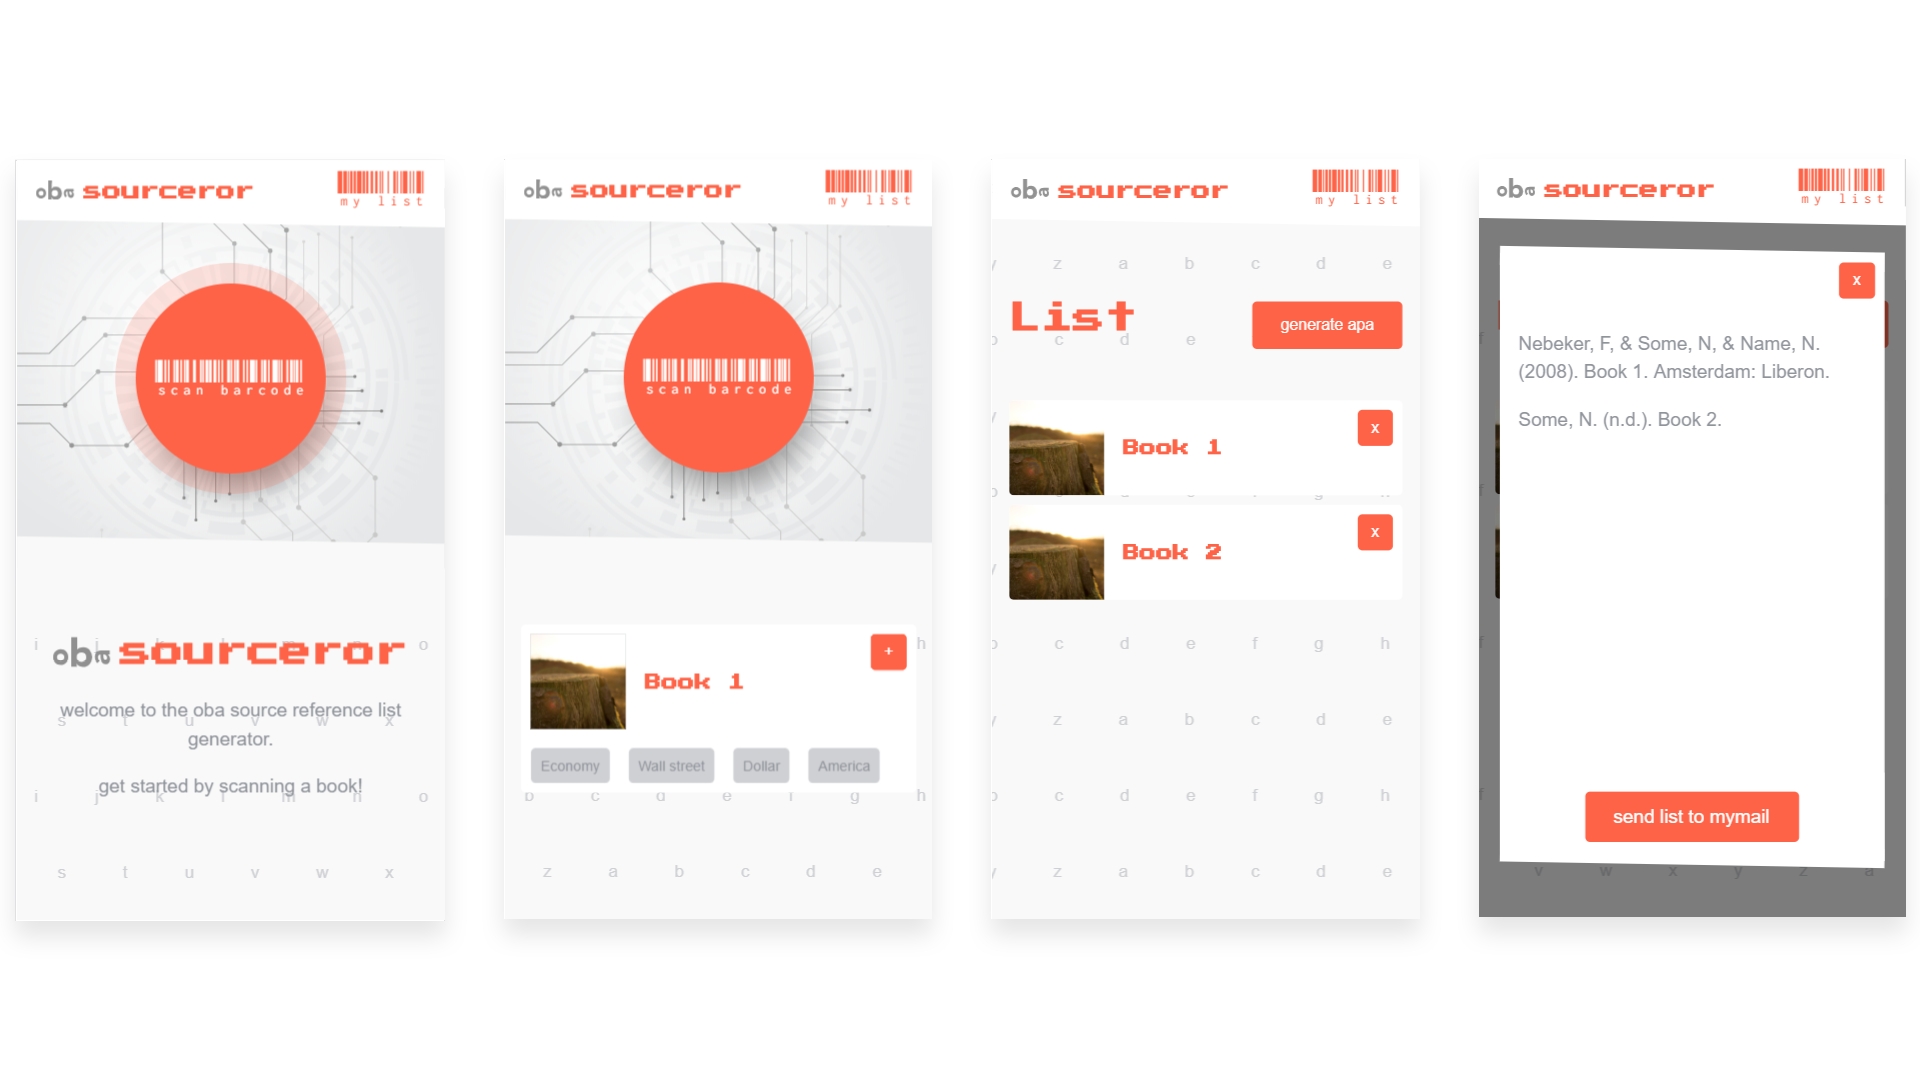 oba sourceror
my list
scan barcode
i j k l m n o
oba sourceror
welcome to the oba source reference list
s t u v w x
generator.
get started by scanning a book!
i j k l m n o
s t u v w x
oba sourceror
my list
scan barcode
h
+
Book 1
Economy Wall street Dollar America
b c d e f g h
z a b c d e
oba sourceror
my list
y z a b c d e
List
generate apa
c d e
x
Book 1
x
Book 2
c d e f g h
y z a b c d e
c d e f g h
y z a b c d e
oba sourceror
my list
x
Nebeker, F, & Some, N, & Name, N.
(2008). Book 1. Amsterdam: Liberon.
Some, N. (n.d.). Book 2.
send list to mymail
v w x y z a